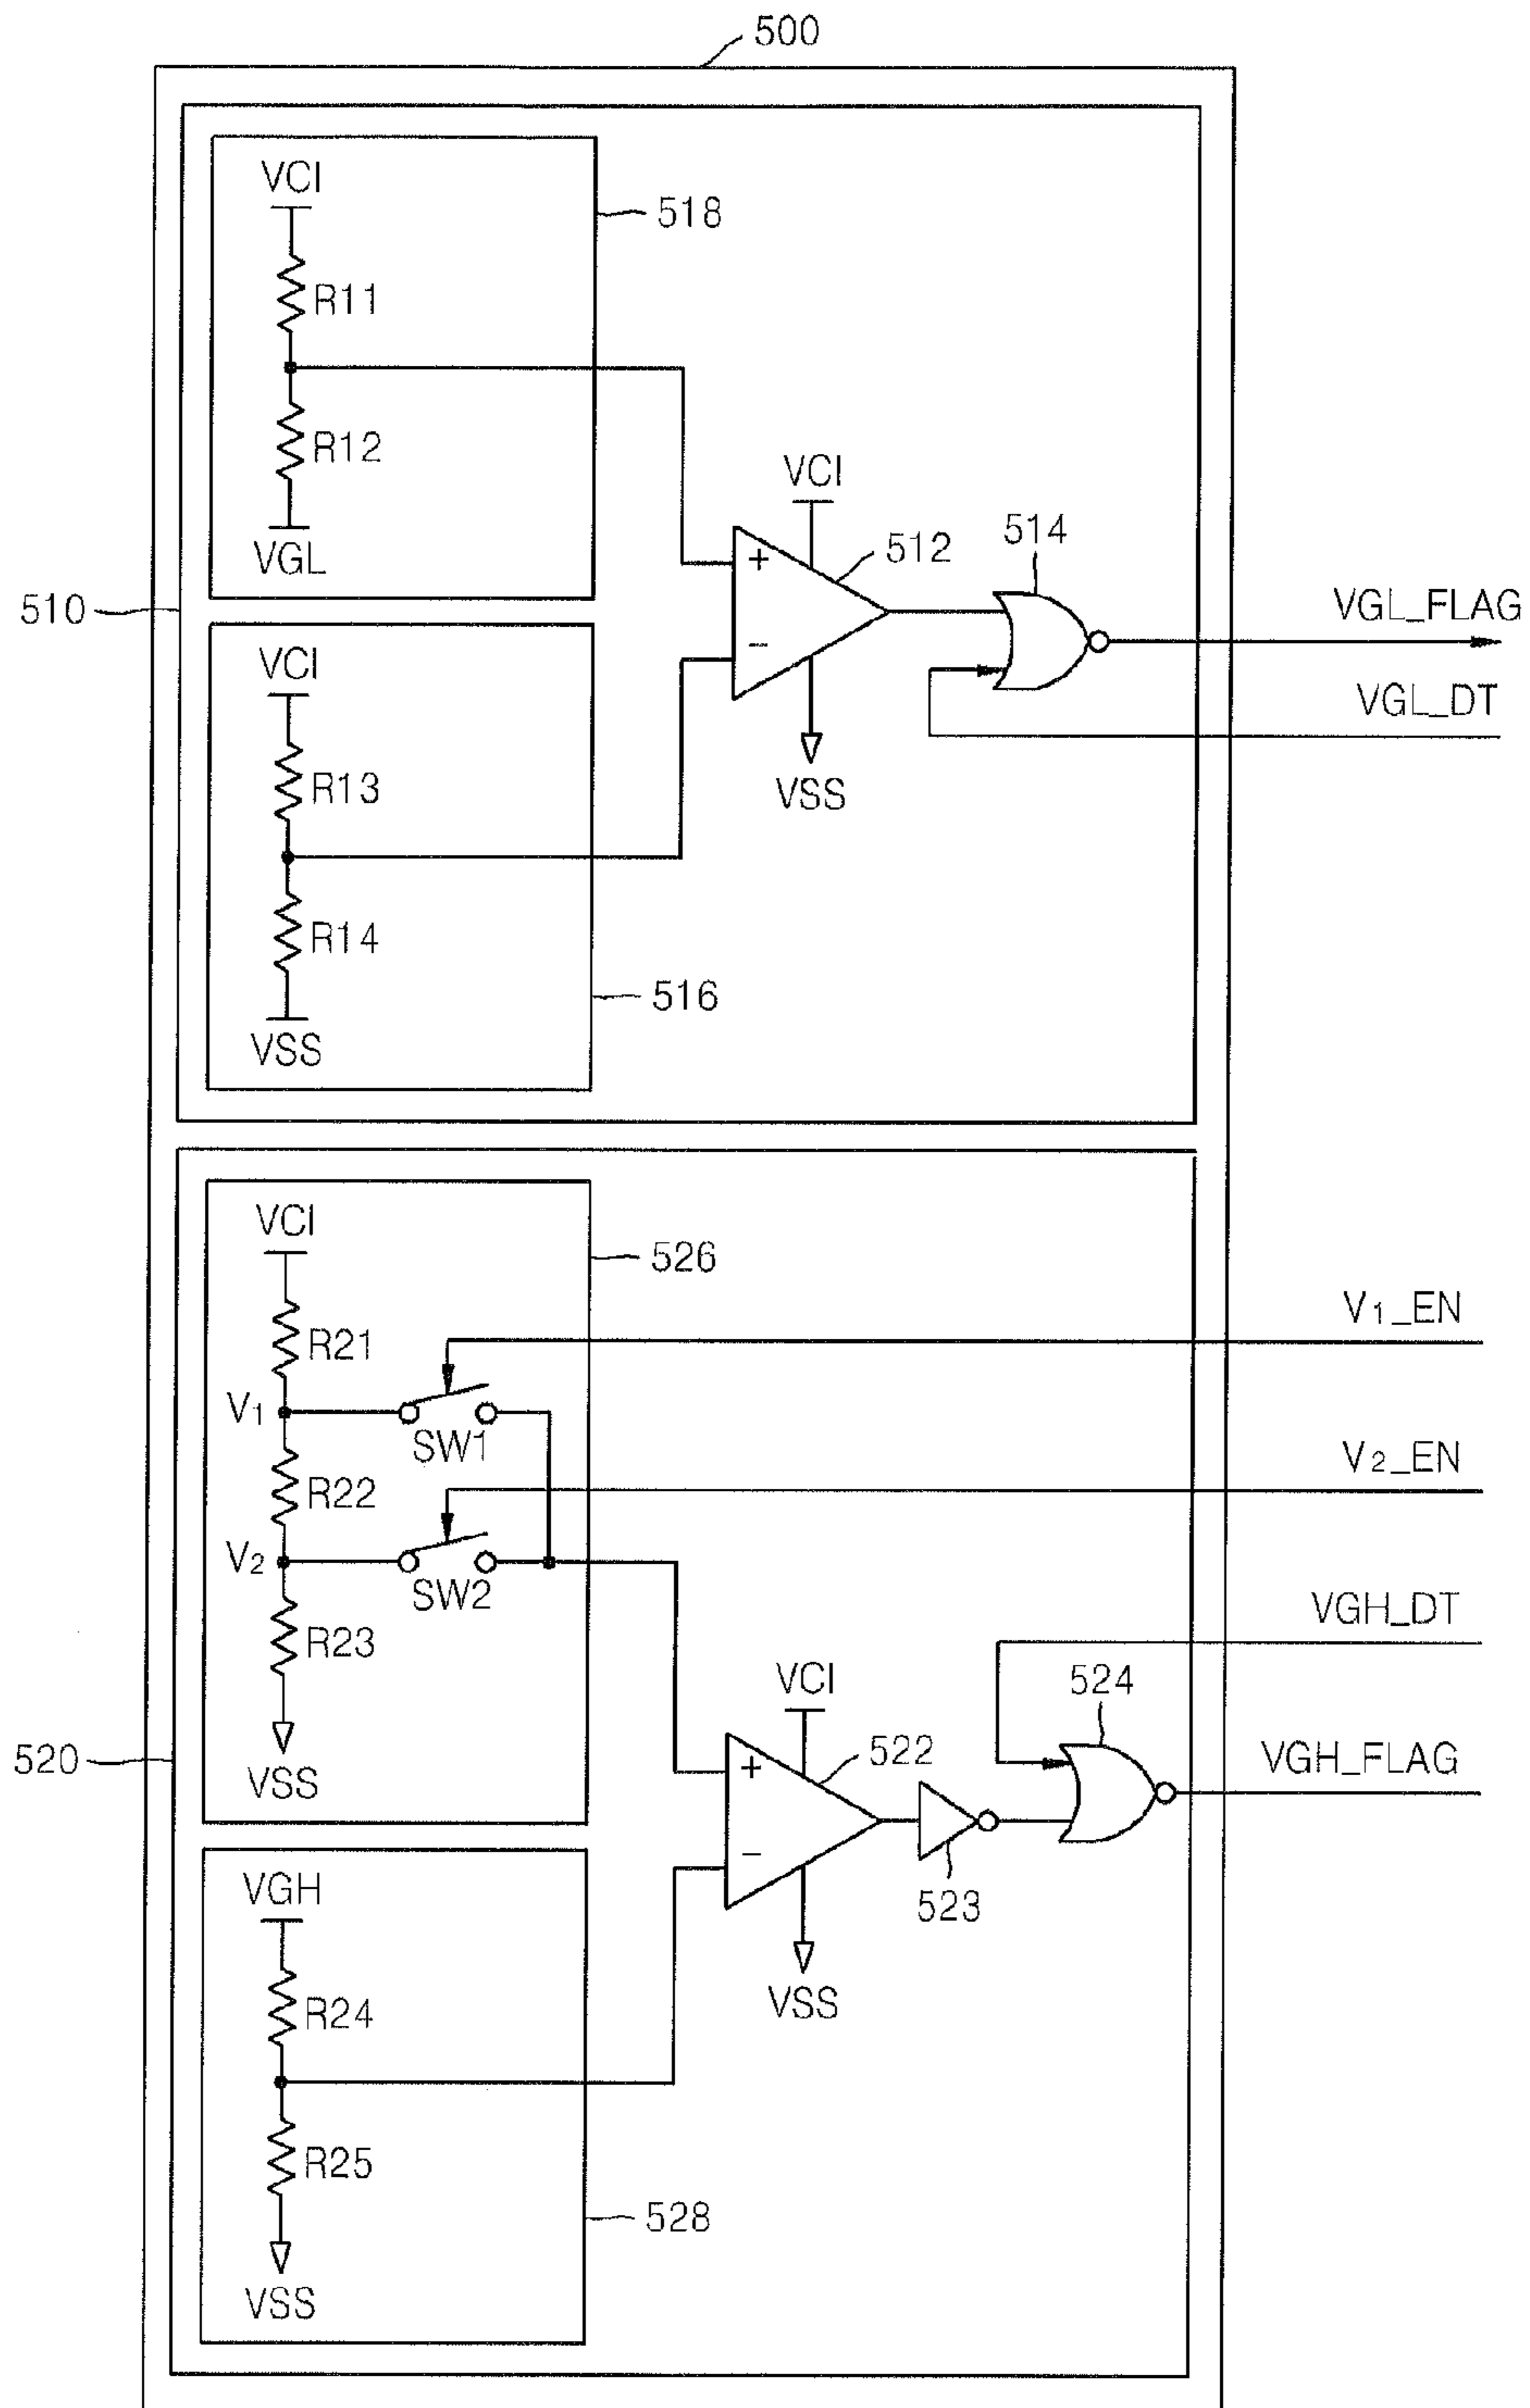 500
VCI
518
R11
R12
VGL
VCI
512
+
−
VSS
514
VGL_FLAG
VGL_DT
510
VCI
R13
R14
VSS
516
VCI
526
R21
V1
SW1
V1_EN
R22
V2
SW2
V2_EN
R23
VSS
VGH_DT
VCI
522
+
−
VSS
523
524
VGH_FLAG
520
VGH
R24
R25
VSS
528